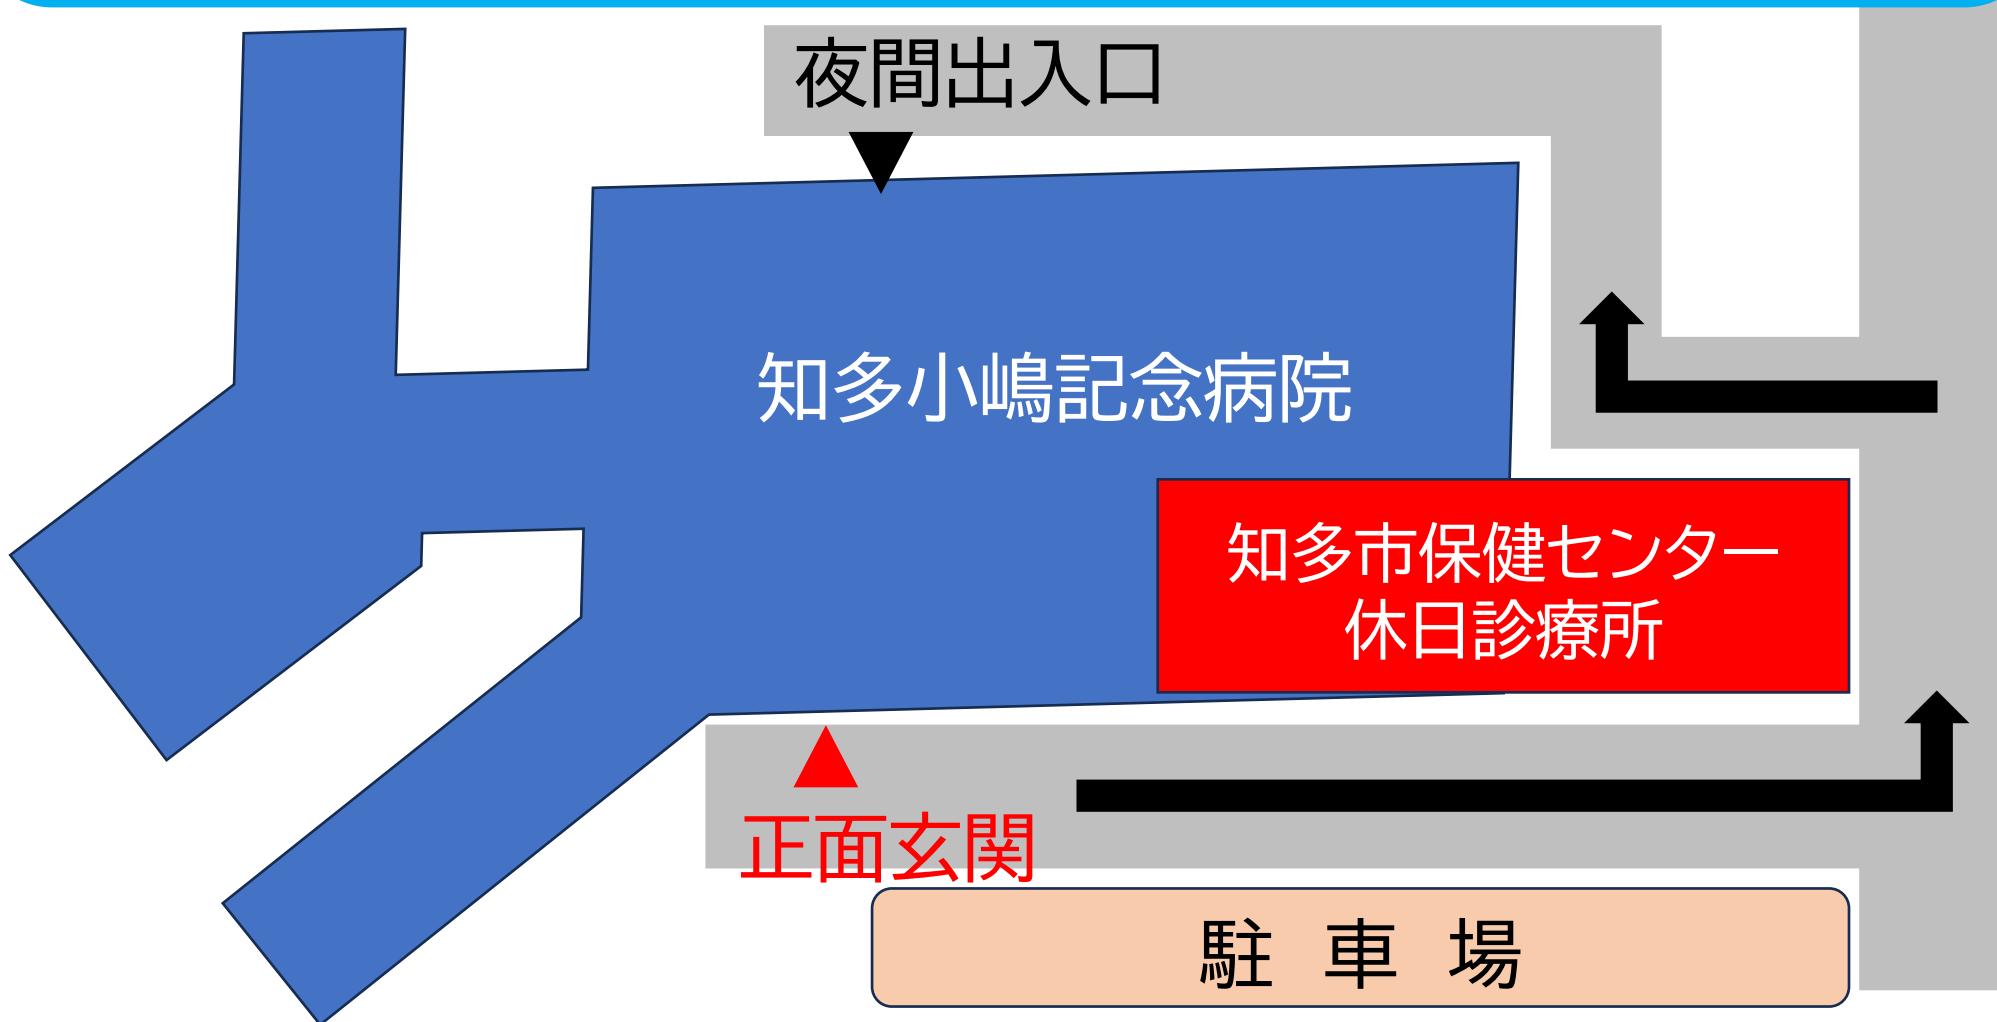 夜間出入口
知多小嶋記念病院
知多市保健センター
休日診療所
正面玄関
駐 車 場